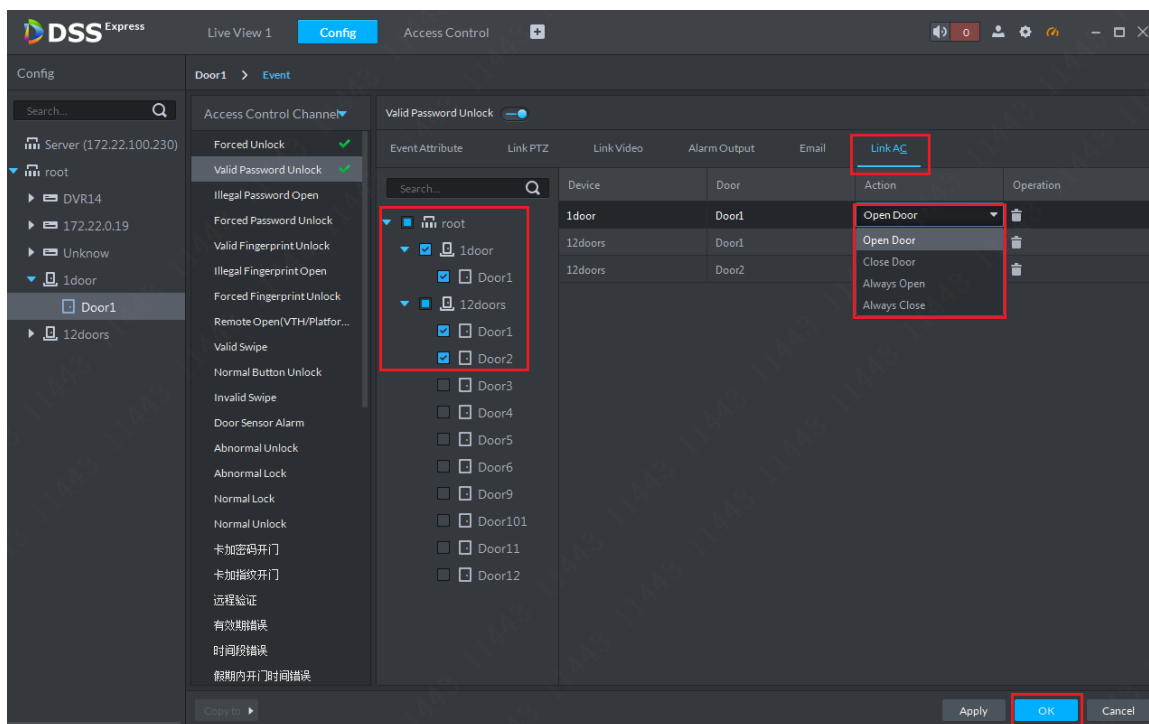 DSS Express
Live View 1
Config
Access Control
0
Config
Door1 > Event
Search...
Server (172.22.100.230)
root
DVR14
172.22.0.19
Unknow
1door
Door1
12doors
Access Control Channel
Forced Unlock
Valid Password Unlock
Illegal Password Open
Forced Password Unlock
Valid Fingerprint Unlock
Illegal Fingerprint Open
Forced Fingerprint Unlock
Remote Open(VTH/Platfor...
Valid Swipe
Normal Button Unlock
Invalid Swipe
Door Sensor Alarm
Abnormal Unlock
Abnormal Lock
Normal Lock
Normal Unlock
卡加密码开门
卡加指纹开门
远程验证
有效期错误
时间段错误
假期内开门时间错误
Valid Password Unlock
Event Attribute
Link PTZ
Link Video
Alarm Output
Email
Link AC
Search...
root
1door
Door1
12doors
Door1
Door2
Door3
Door4
Door5
Door6
Door9
Door101
Door11
Door12
Device Door Action Operation
1door Door1 Open Door
12doors Door1
12doors Door2
Open Door
Close Door
Always Open
Always Close
Copy to
Apply
OK
Cancel
11443 11443